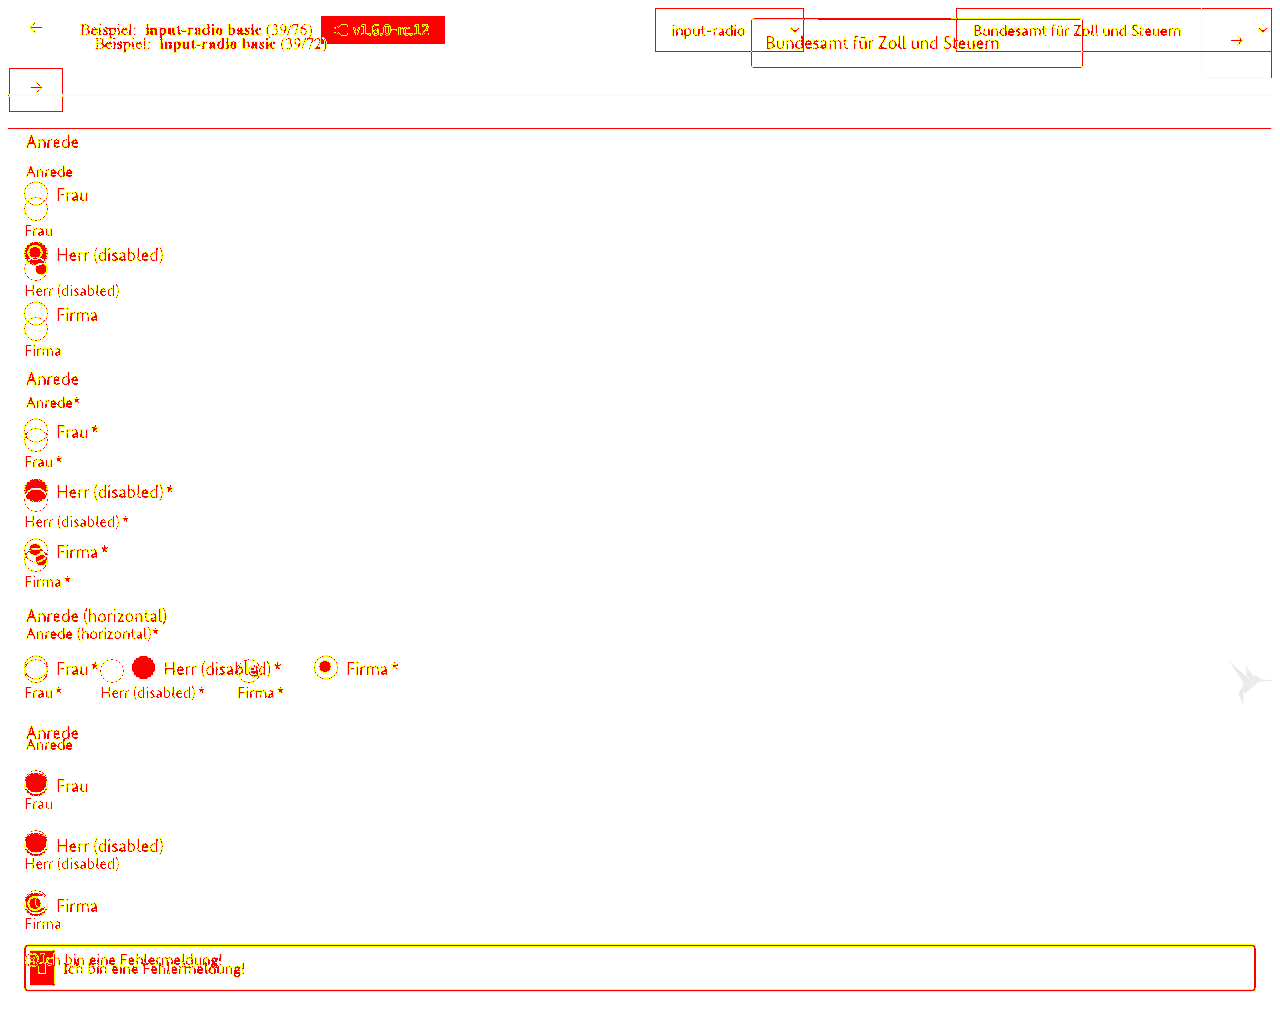 Beispiel: input-radio basic (39/76) v1.6.0-rc.12 input-radio Bundesamt für Zoll und Steuern
Beispiel: input-radio basic (39/72) Bundesamt für Zoll und Steuern
Anrede
Anrede
Frau
Frau
Herr (disabled)
Herr (disabled)
Firma
Firma
Anrede
Anrede*
Frau*
Frau*
Herr (disabled)*
Herr (disabled)*
Firma*
Firma*
Anrede (horizontal)
Anrede (horizontal)*
Frau* Herr (disabled)* Firma*
Frau* Herr (disabled)* Firma*
Anrede
Anrede
Frau
Frau
Herr (disabled)
Herr (disabled)
Firma
Firma
Ich bin eine Fehlermeldung!
Ich bin eine Fehlermeldung!